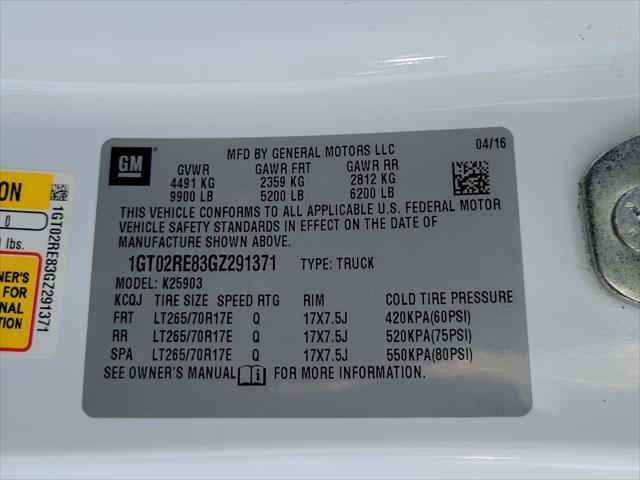 GM
MFD BY GENERAL MOTORS LLC 04/16
GVWR GAWR FRT GAWR RR
4491 KG 2359 KG 2812 KG
9900 LB 5200 LB 6200 LB
THIS VEHICLE CONFORMS TO ALL APPLICABLE U.S. FEDERAL MOTOR
VEHICLE SAFETY STANDARDS IN EFFECT ON THE DATE OF
MANUFACTURE SHOWN ABOVE.
1GT02RE83GZ291371 TYPE: TRUCK
MODEL: K25903
KCQJ TIRE SIZE SPEED RTG RIM COLD TIRE PRESSURE
FRT LT265/70R17E Q 17X7.5J 420KPA(60PSI)
RR LT265/70R17E Q 17X7.5J 520KPA(75PSI)
SPA LT265/70R17E Q 17X7.5J 550KPA(80PSI)
SEE OWNER'S MANUAL FOR MORE INFORMATION.
0
lbs.
OWNER'S
FOR
1GT02RE83GZ291371